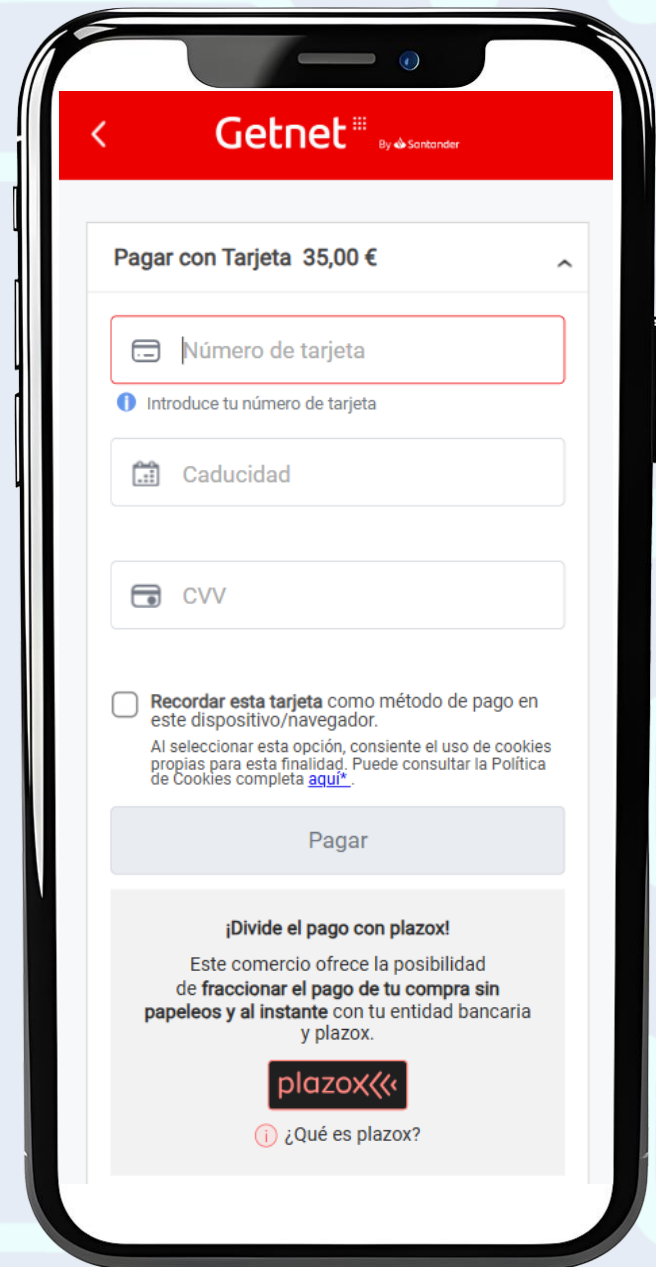 Getnet By Santander
Pagar con Tarjeta 35,00 €
Número de tarjeta
Introduce tu número de tarjeta
Caducidad
CVV
Recordar esta tarjeta como método de pago en
este dispositivo/navegador.
Al seleccionar esta opción, consiente el uso de cookies
propias para esta finalidad. Puede consultar la Política
de Cookies completa aquí* .
Pagar
¡Divide el pago con plazox!
Este comercio ofrece la posibilidad
de fraccionar el pago de tu compra sin
papeleos y al instante con tu entidad bancaria
y plazox.
plazox
¿Qué es plazox?